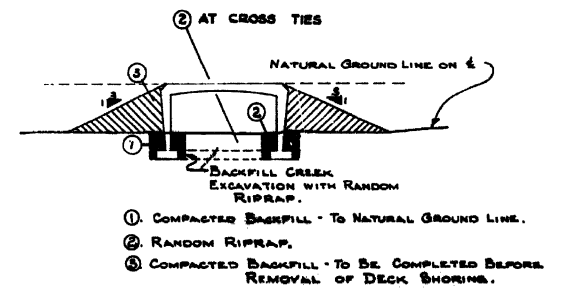 ② AT CROSS TIES
NATURAL GROUND LINE ON ℄
③
②
①
BACKFILL CREEK
EXCAVATION WITH RANDOM
RIPRAP.
①. COMPACTED BACKFILL - TO NATURAL GROUND LINE.
②. RANDOM RIPRAP.
③ COMPACTED BACKFILL - TO BE COMPLETED BEFORE
REMOVAL OF DECK SHORING.